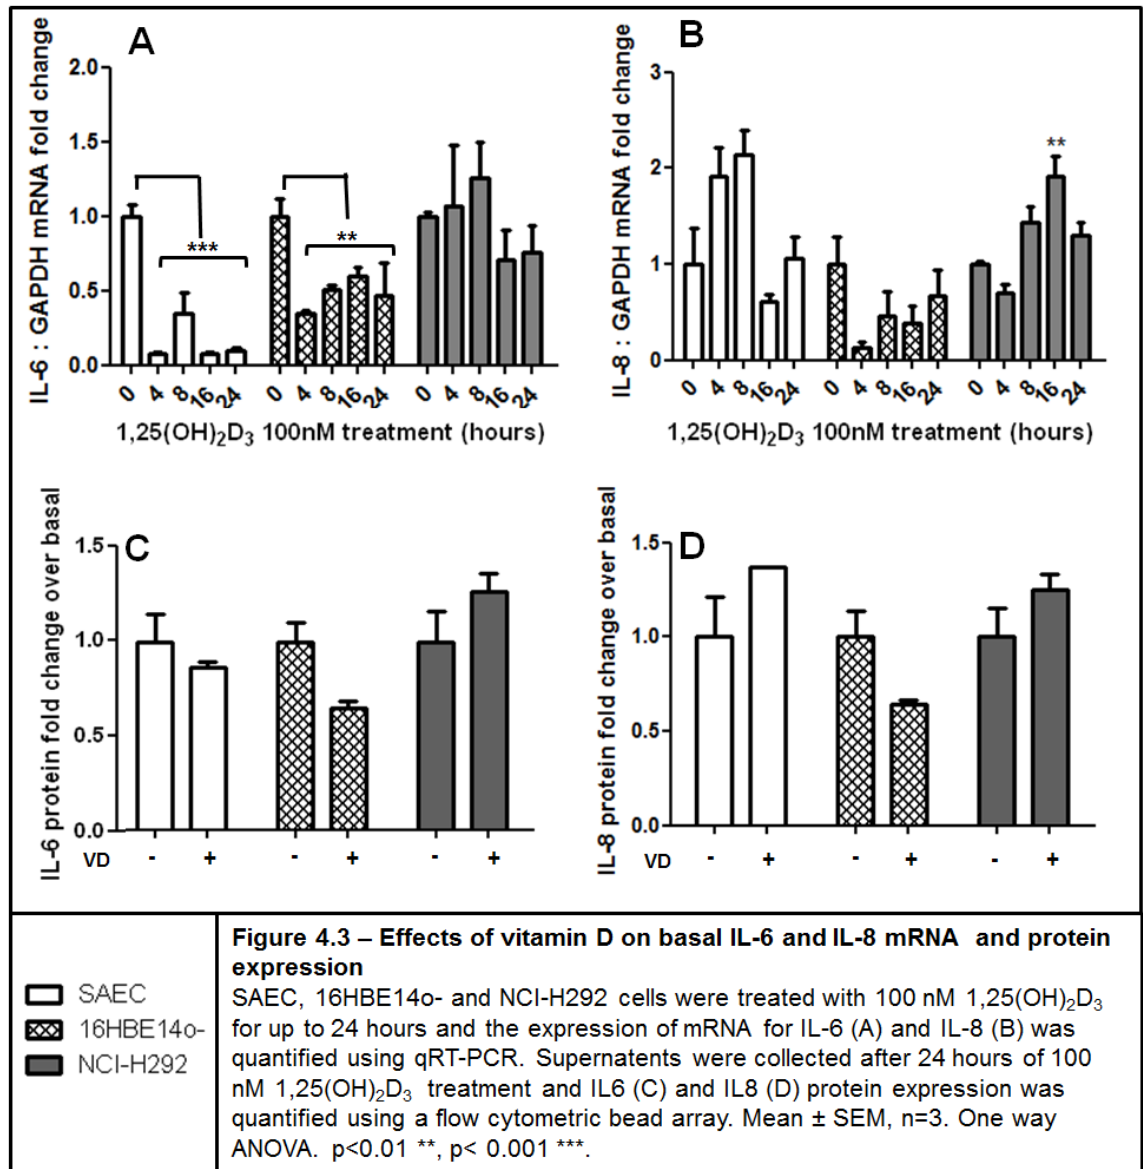 A
IL-6 : GAPDH mRNA fold change
2.0
1.5
1.0
0.5
0.0
***
**
0 4 8 16 24 0 4 8 16 24 0 4 8 16 24
1,25(OH)₂D₃ 100nM treatment (hours)
B
IL-8 : GAPDH mRNA fold change
3
2
1
0
**
0 4 8 16 24 0 4 8 16 24 0 4 8 16 24
1,25(OH)₂D₃ 100nM treatment (hours)
C
IL-6 protein fold change over basal
1.5
1.0
0.5
0.0
VD - + - + - +
D
IL-8 protein fold change over basal
1.5
1.0
0.5
0.0
VD - + - + - +
SAEC
16HBE14o-
NCI-H292
Figure 4.3 – Effects of vitamin D on basal IL-6 and IL-8 mRNA and protein
expression
SAEC, 16HBE14o- and NCI-H292 cells were treated with 100 nM 1,25(OH)₂D₃
for up to 24 hours and the expression of mRNA for IL-6 (A) and IL-8 (B) was
quantified using qRT-PCR. Supernatents were collected after 24 hours of 100
nM 1,25(OH)₂D₃ treatment and IL6 (C) and IL8 (D) protein expression was
quantified using a flow cytometric bead array. Mean ± SEM, n=3. One way
ANOVA. p<0.01 **, p< 0.001 ***.